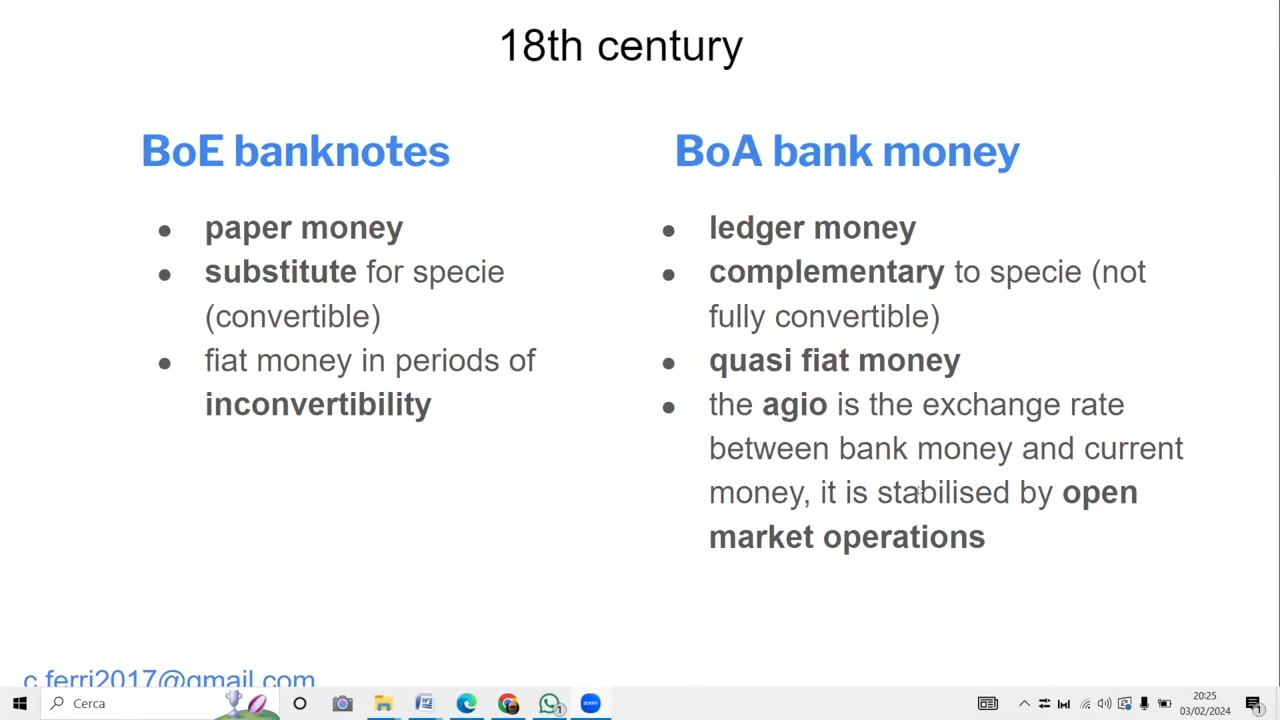 18th century
BoE banknotes
paper money
substitute for specie
(convertible)
fiat money in periods of
inconvertibility
BoA bank money
ledger money
complementary to specie (not
fully convertible)
quasi fiat money
the agio is the exchange rate
between bank money and current
money, it is stabilised by open
market operations
c.ferri2017@gmail.com
Cerca
zoom
1
20:25
03/02/2024
1